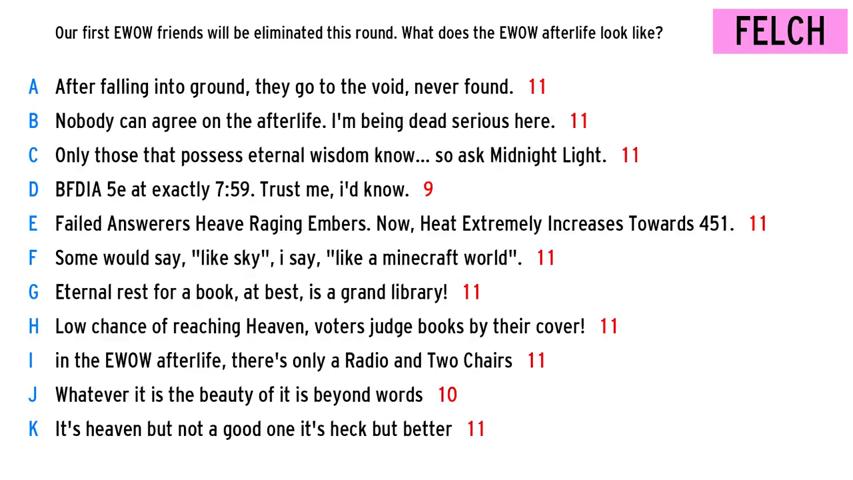 Our first EWOW friends will be eliminated this round. What does the EWOW afterlife look like?
FELCH
A After falling into ground, they go to the void, never found. 11
B Nobody can agree on the afterlife. I'm being dead serious here. 11
C Only those that possess eternal wisdom know... so ask Midnight Light. 11
D BFDIA 5e at exactly 7:59. Trust me, i'd know. 9
E Failed Answerers Heave Raging Embers. Now, Heat Extremely Increases Towards 451. 11
F Some would say, "like sky", i say, "like a minecraft world". 11
G Eternal rest for a book, at best, is a grand library! 11
H Low chance of reaching Heaven, voters judge books by their cover! 11
I in the EWOW afterlife, there's only a Radio and Two Chairs 11
J Whatever it is the beauty of it is beyond words 10
K It's heaven but not a good one it's heck but better 11